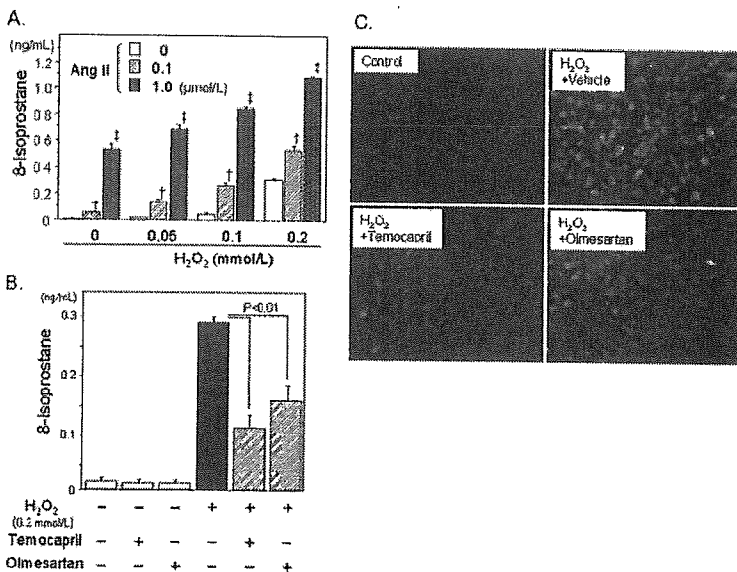 A.
(ng/mL)
8-isoprostane
1.2
1.0
0.8
0.6
0.4
0.2
0
Ang II
0
0.1
1.0 (μmol/L)
† ‡ † ‡ † ‡ † ‡
0 0.05 0.1 0.2
H₂O₂ (mmol/L)
B.
(ng/mL)
8-isoprostane
0.3
0.2
0.1
0
P<0.01
H₂O₂ − − − + + +
(0.2 mmol/L)
Temocapril − + − − + −
Olmesartan − − + − − +
C.
Control
H₂O₂
+Vehicle
H₂O₂
+Temocapril
H₂O₂
+Olmesartan